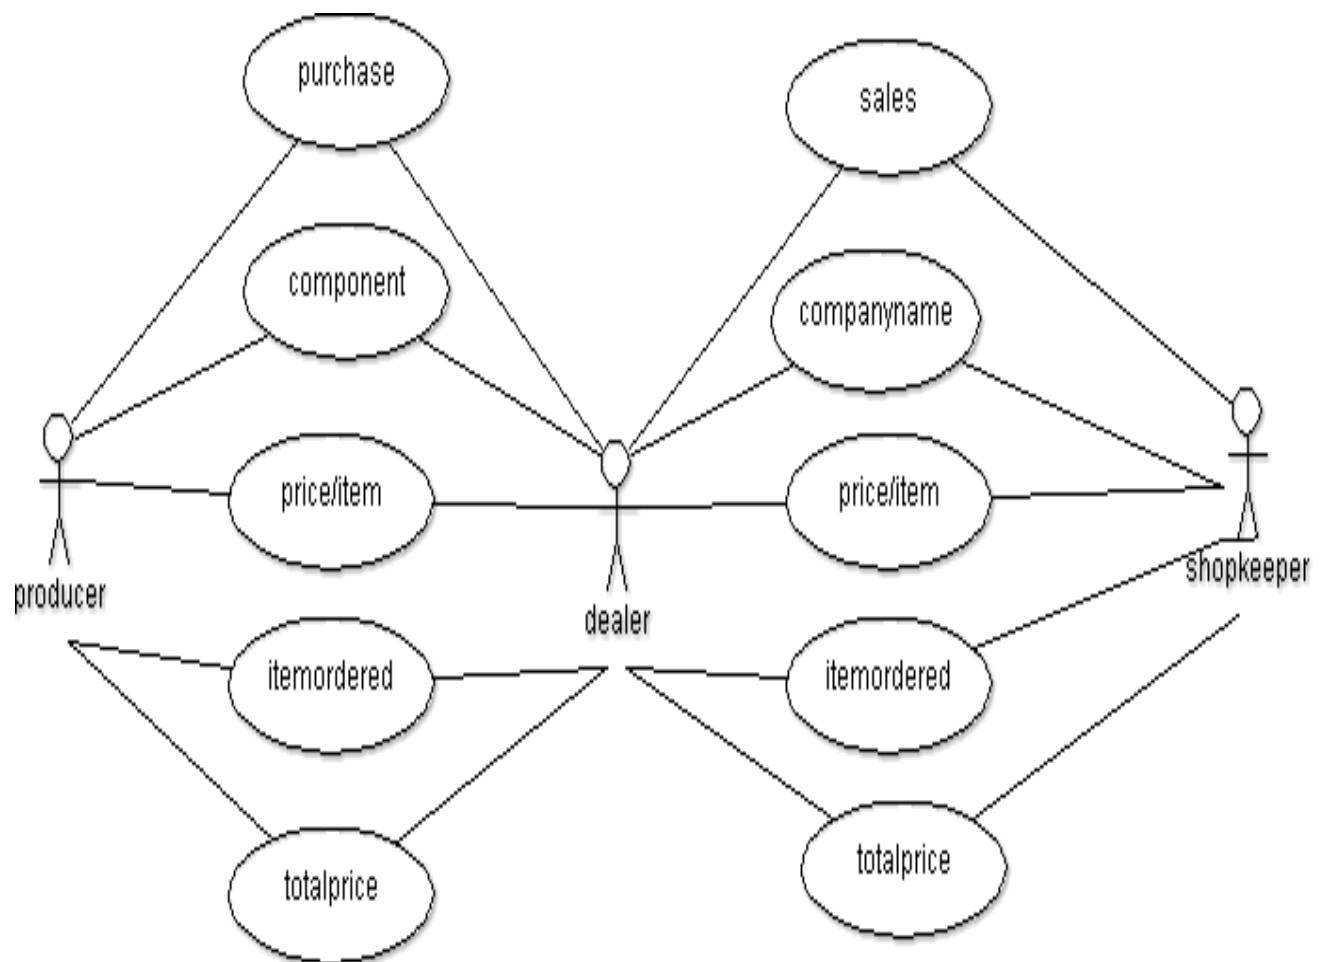 purchase
sales
component
companyname
price/item
price/item
producer
shopkeeper
dealer
itemordered
itemordered
totalprice
totalprice